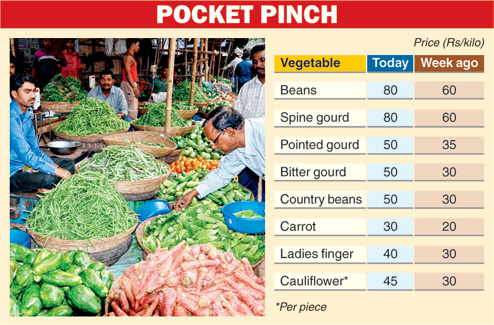 POCKET PINCH
Price (Rs/kilo)
Vegetable Today Week ago
Beans 80 60
Spine gourd 80 60
Pointed gourd 50 35
Bitter gourd 50 30
Country beans 50 30
Carrot 30 20
Ladies finger 40 30
Cauliflower* 45 30
*Per piece